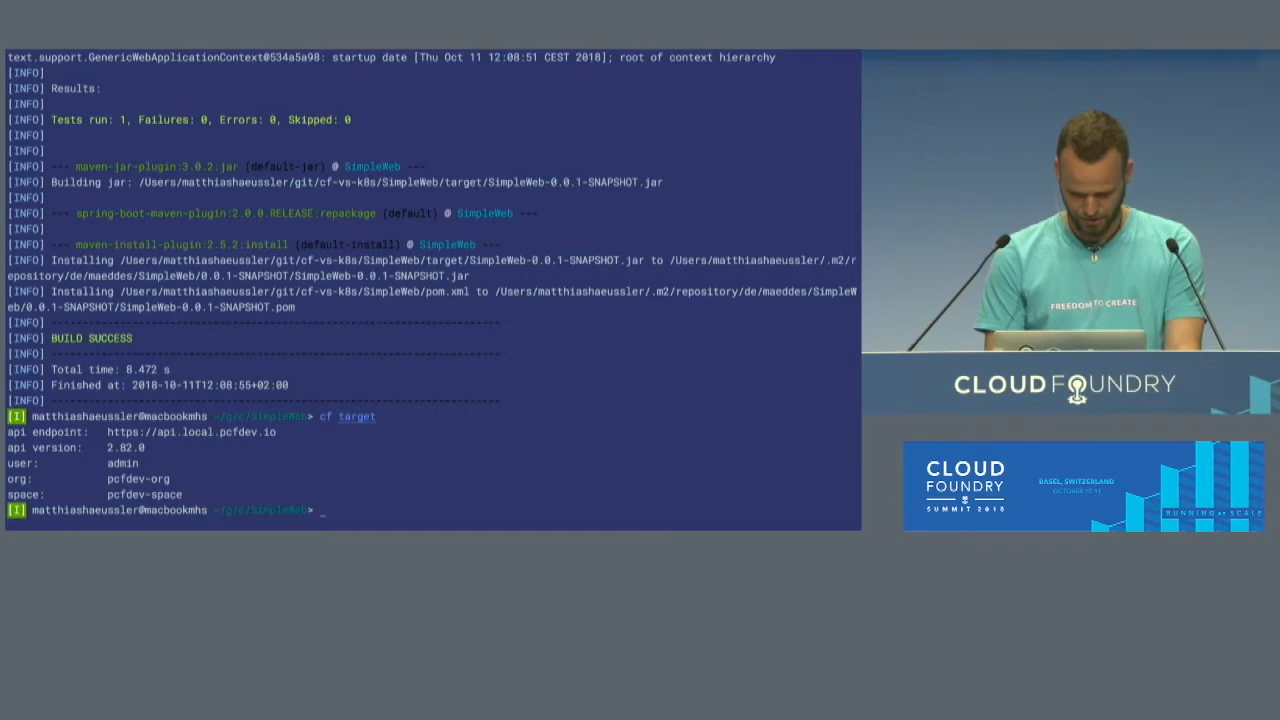 text.support.GenericWebApplicationContext@534a5a98: startup date [Thu Oct 11 12:08:51 CEST 2018]; root of context hierarchy
[INFO]
[INFO] Results:
[INFO]
[INFO] Tests run: 1, Failures: 0, Errors: 0, Skipped: 0
[INFO]
[INFO]
[INFO] --- maven-jar-plugin:3.0.2:jar (default-jar) @ SimpleWeb ---
[INFO] Building jar: /Users/matthiashaeussler/git/cf-vs-k8s/SimpleWeb/target/SimpleWeb-0.0.1-SNAPSHOT.jar
[INFO]
[INFO] --- spring-boot-maven-plugin:2.0.0.RELEASE:repackage (default) @ SimpleWeb ---
[INFO]
[INFO] --- maven-install-plugin:2.5.2:install (default-install) @ SimpleWeb ---
[INFO] Installing /Users/matthiashaeussler/git/cf-vs-k8s/SimpleWeb/target/SimpleWeb-0.0.1-SNAPSHOT.jar to /Users/matthiashaeussler/.m2/r
epository/de/maeddes/SimpleWeb/0.0.1-SNAPSHOT/SimpleWeb-0.0.1-SNAPSHOT.jar
[INFO] Installing /Users/matthiashaeussler/git/cf-vs-k8s/SimpleWeb/pom.xml to /Users/matthiashaeussler/.m2/repository/de/maeddes/SimpleW
eb/0.0.1-SNAPSHOT/SimpleWeb-0.0.1-SNAPSHOT.pom
[INFO] ------------------------------------------------------------------------
[INFO] BUILD SUCCESS
[INFO] ------------------------------------------------------------------------
[INFO] Total time: 8.472 s
[INFO] Finished at: 2018-10-11T12:08:55+02:00
[INFO] ------------------------------------------------------------------------
[I] matthiashaeussler@macbookmhs ~/g/c/SimpleWeb> cf target
api endpoint: https://api.local.pcfdev.io
api version: 2.82.0
user: admin
org: pcfdev-org
space: pcfdev-space
[I] matthiashaeussler@macbookmhs ~/g/c/SimpleWeb> _
FREEDOM TO CREATE
CLOUD FOUNDRY
CLOUD
FOUNDRY
SUMMIT 2018
BASEL, SWITZERLAND
OCTOBER 10-11
RUNNING AT SCALE